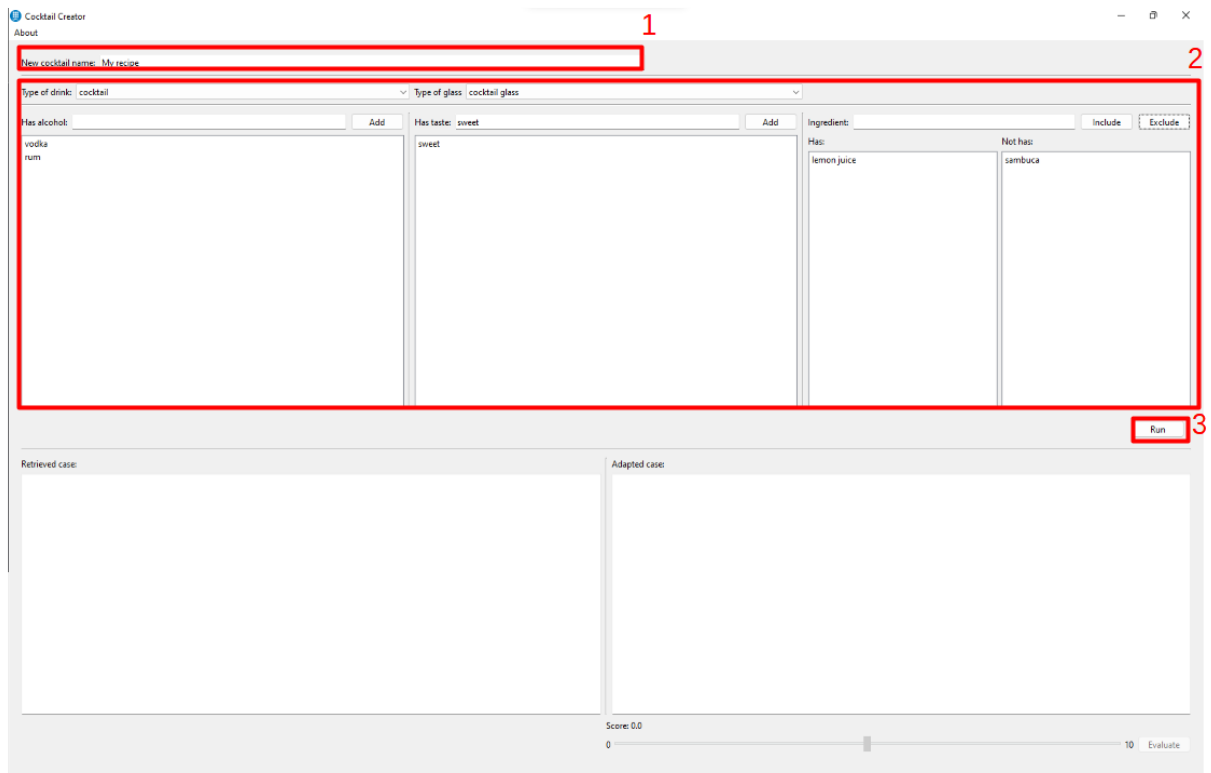 Cocktail Creator
About
1
New cocktail name: My recipe
2
Type of drink: cocktail Type of glass cocktail glass
Has alcohol: Add Has taste: sweet Add Ingredient: Include Exclude
Has: Not has:
vodka sweet lemon juice sambuca
rum
Run 3
Retrieved case: Adapted case:
Score: 0.0
0 10 Evaluate